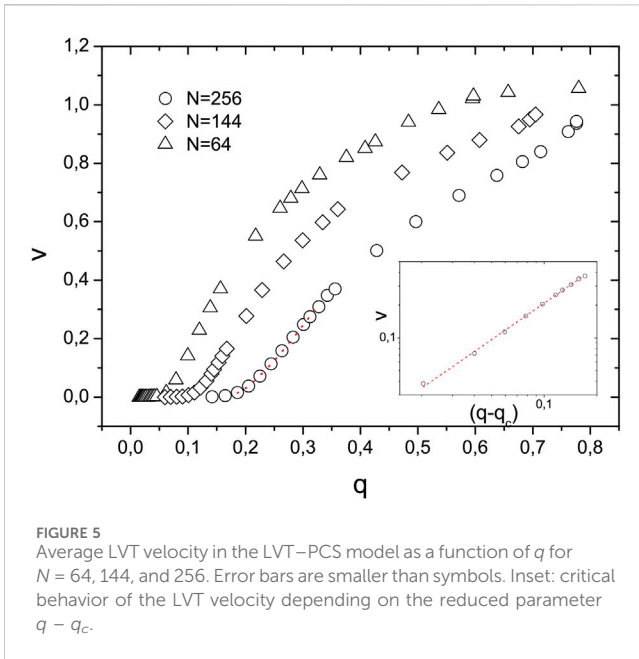 1,2
1,0
0,8
0,6
0,4
0,2
0,0
V
N=256
N=144
N=64
V
0,1
0,1
(q-qc)
0,0 0,1 0,2 0,3 0,4 0,5 0,6 0,7 0,8
q
FIGURE 5
Average LVT velocity in the LVT–PCS model as a function of q for
N = 64, 144, and 256. Error bars are smaller than symbols. Inset: critical
behavior of the LVT velocity depending on the reduced parameter
q − qc.